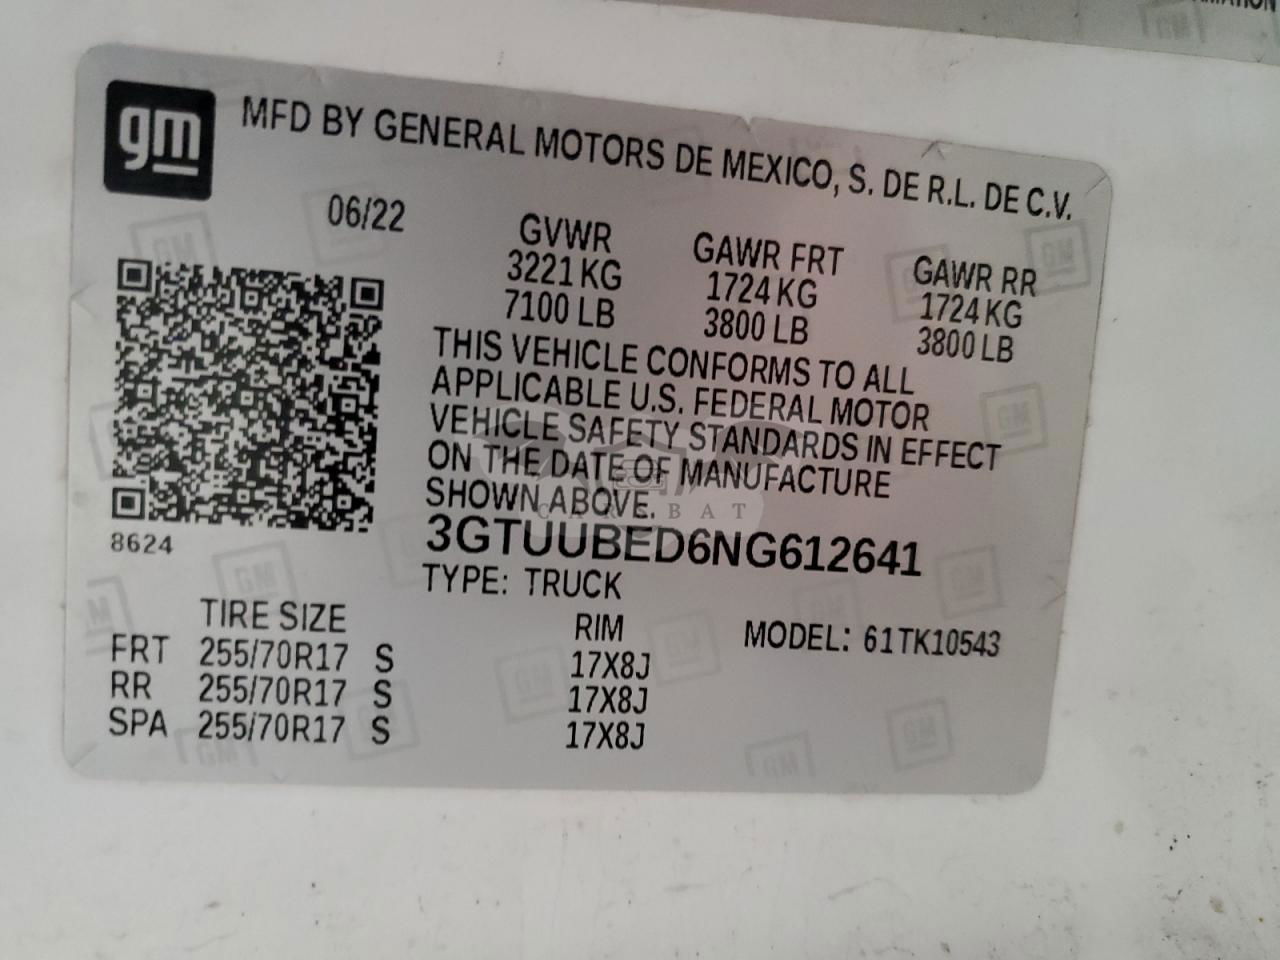 gm
MFD BY GENERAL MOTORS DE MEXICO, S. DE R.L. DE C.V.
06/22 GVWR GAWR FRT GAWR RR
3221 KG 1724 KG 1724 KG
7100 LB 3800 LB 3800 LB
THIS VEHICLE CONFORMS TO ALL
APPLICABLE U.S. FEDERAL MOTOR
VEHICLE SAFETY STANDARDS IN EFFECT
ON THE DATE OF MANUFACTURE
SHOWN ABOVE.
3GTUUBED6NG612641
8624
TYPE: TRUCK
TIRE SIZE RIM MODEL: 61TK10543
FRT 255/70R17 S 17X8J
RR 255/70R17 S 17X8J
SPA 255/70R17 S 17X8J